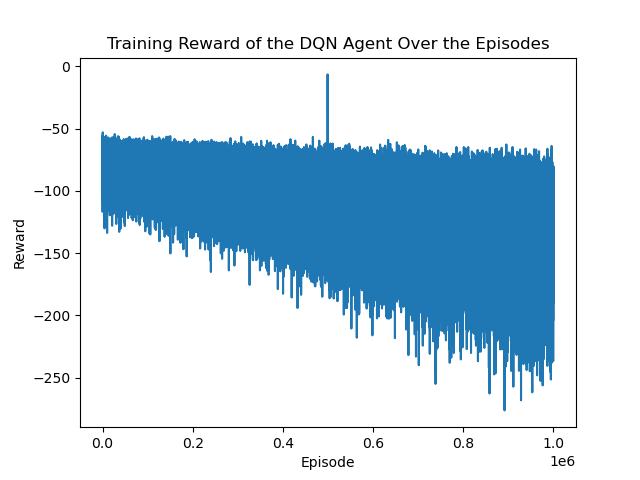 Training Reward of the DQN Agent Over the Episodes
0
−50
−100
−150
−200
−250
Reward
0.0 0.2 0.4 0.6 0.8 1.0
1e6
Episode